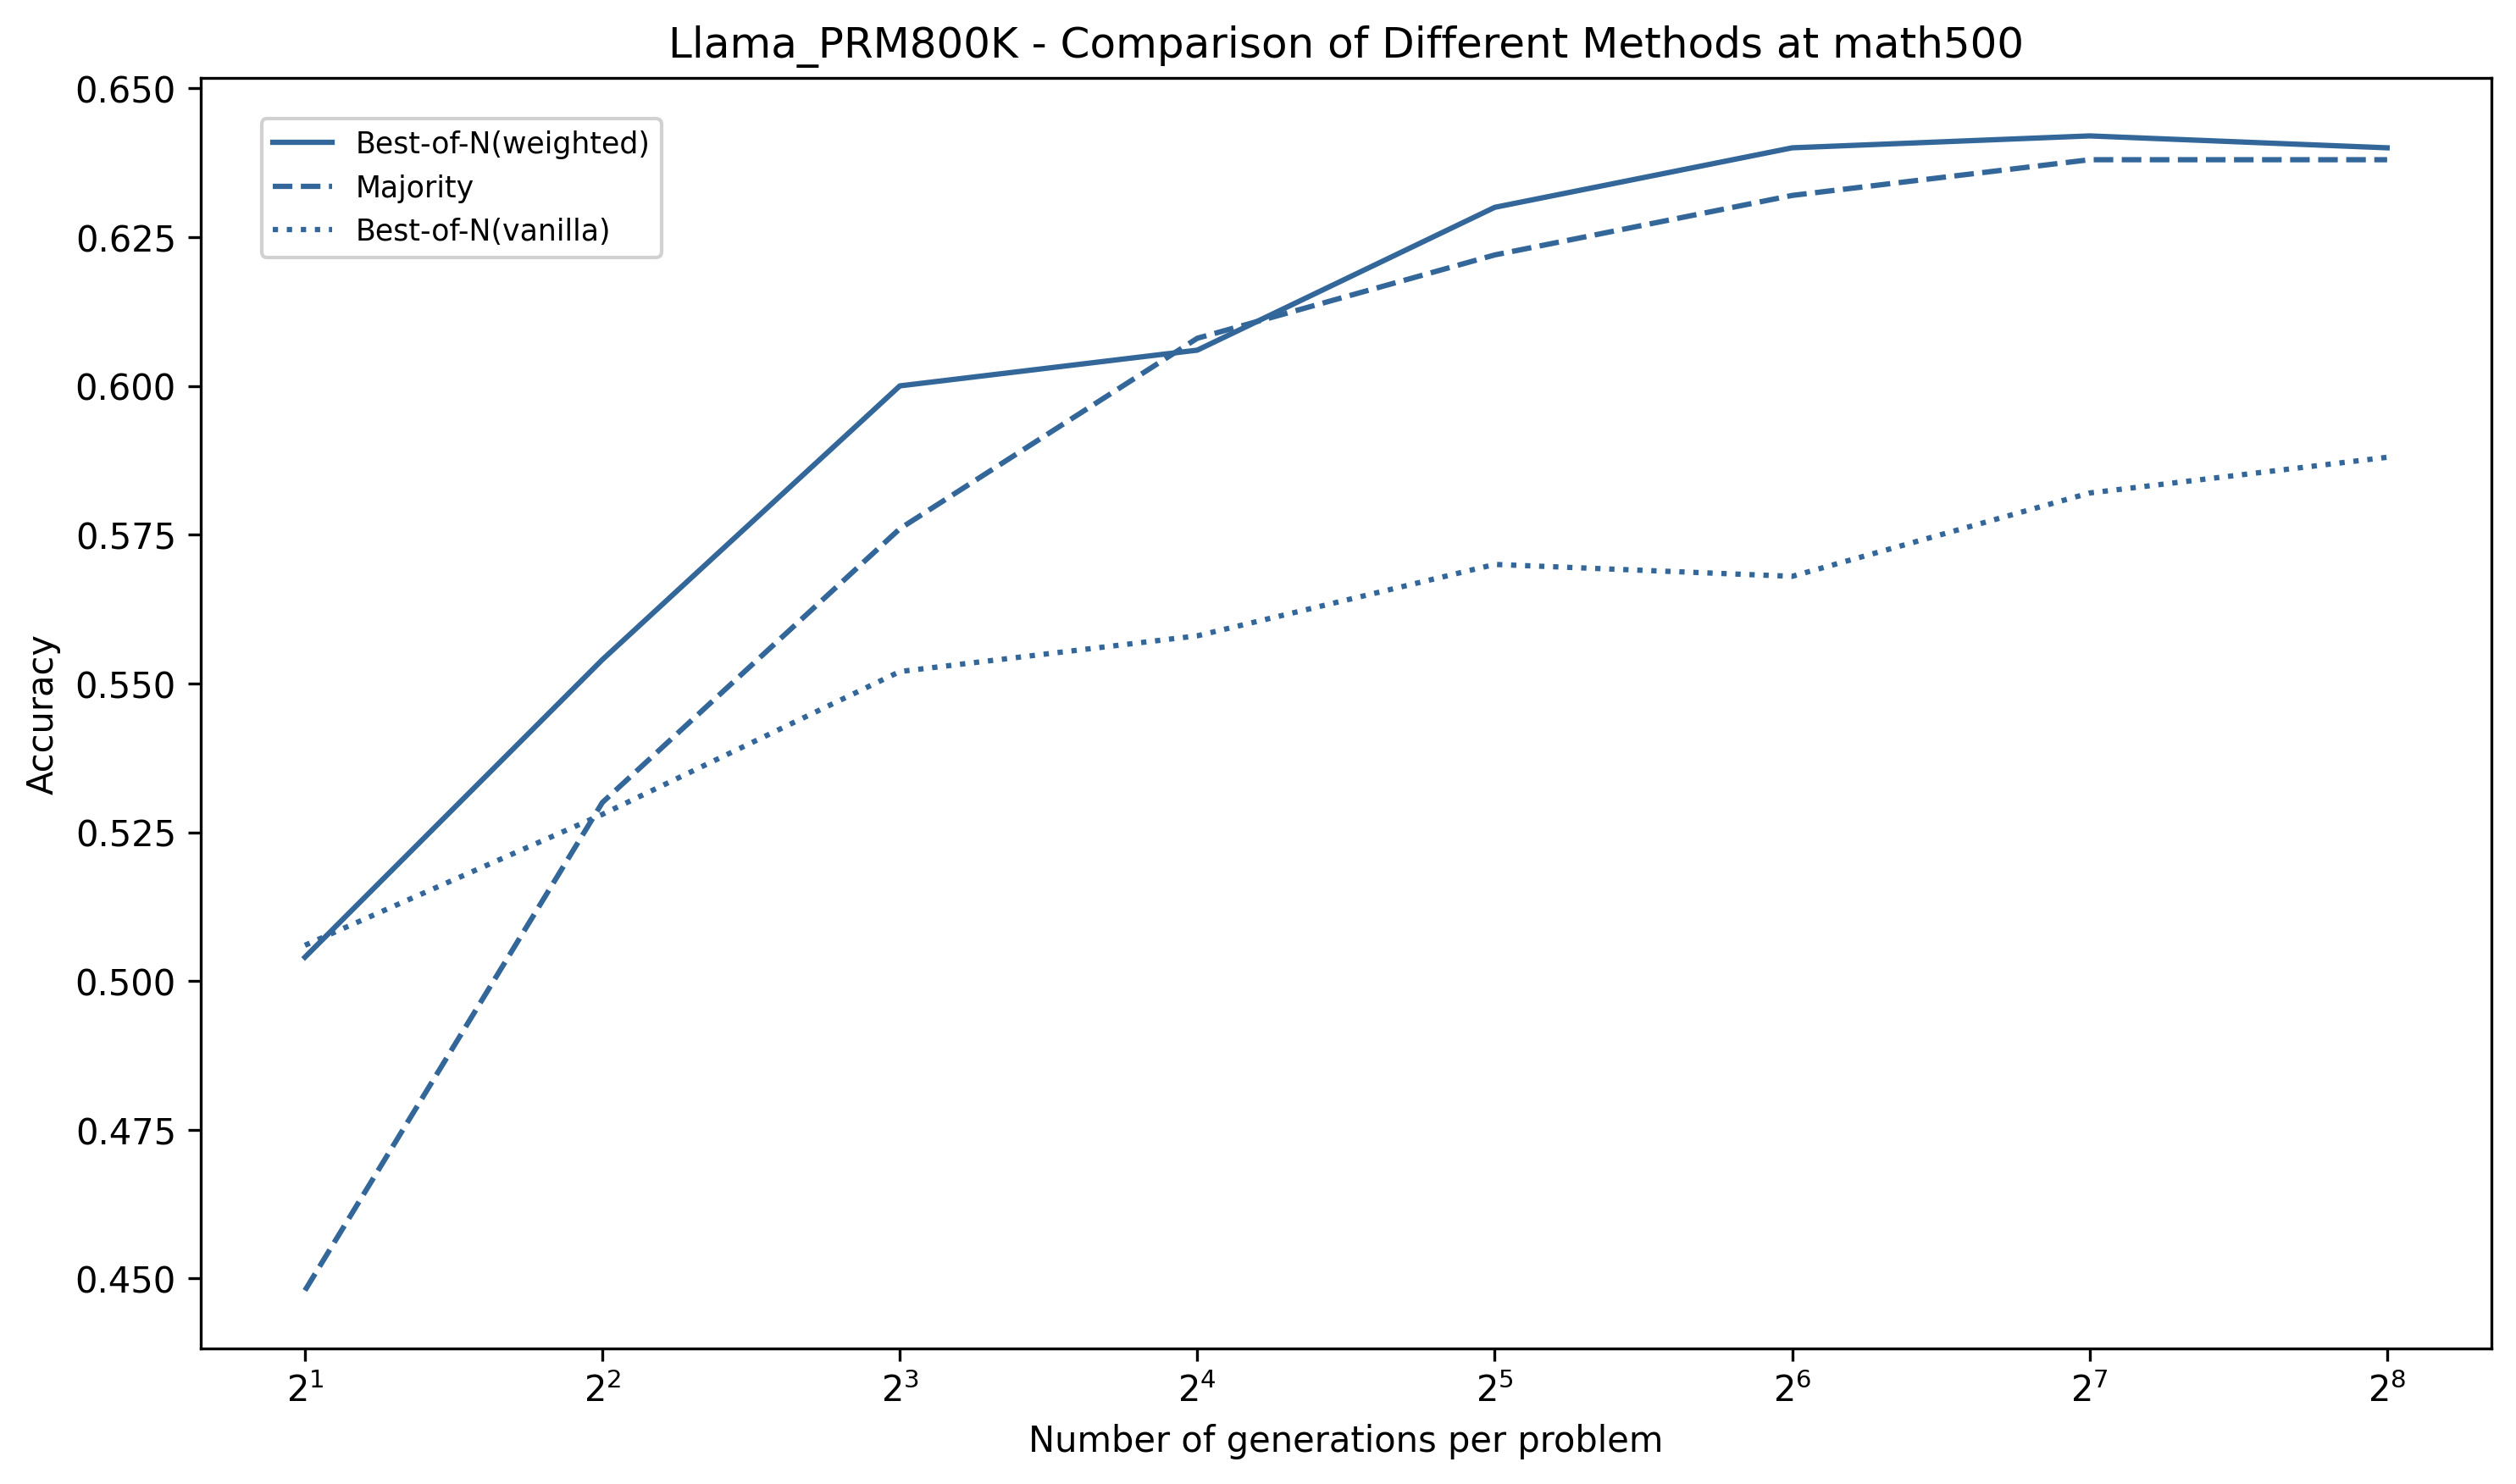 Llama_PRM800K - Comparison of Different Methods at math500
0.650
0.625
0.600
0.575
0.550
0.525
0.500
0.475
0.450
Accuracy
Best-of-N(weighted)
Majority
Best-of-N(vanilla)
2¹ 2² 2³ 2⁴ 2⁵ 2⁶ 2⁷ 2⁸
Number of generations per problem